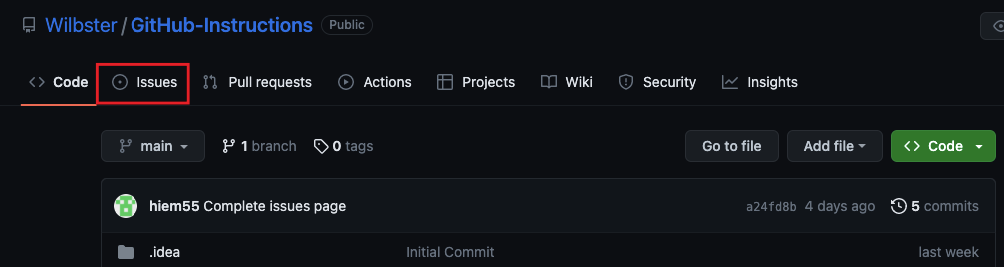 Wilbster / GitHub-Instructions Public
Code Issues Pull requests Actions Projects Wiki Security Insights
main 1 branch 0 tags Go to file Add file Code
hiem55 Complete issues page a24fd8b 4 days ago 5 commits
.idea Initial Commit last week